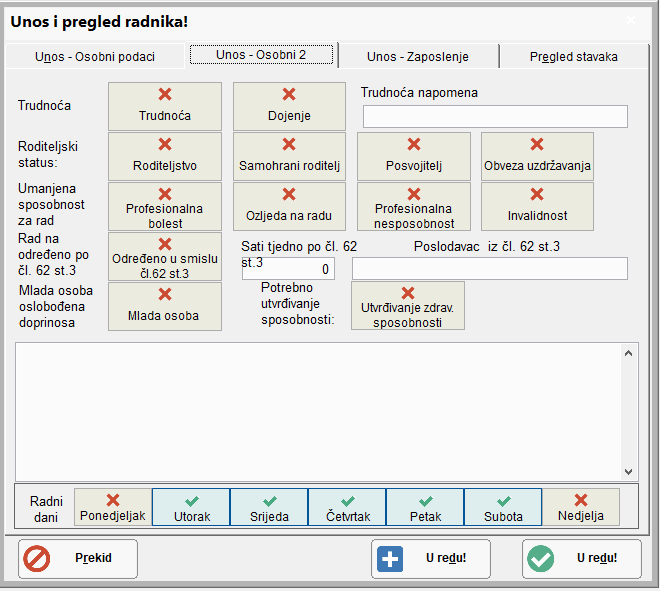 Unos i pregled radnika!
Unos - Osobni podaci
Unos - Osobni 2
Unos - Zaposlenje
Pregled stavaka
Trudnoća
Trudnoća
Dojenje
Trudnoća napomena
Roditeljski
status:
Roditeljstvo
Samohrani roditelj
Posvojitelj
Obveza uzdržavanja
Umanjena
sposobnost
za rad
Profesionalna
bolest
Ozljeda na radu
Profesionalna
nesposobnost
Invalidnost
Rad na
određeno po
čl. 62 st.3
Određeno u smislu
čl.62 st.3
Sati tjedno po čl. 62
st.3
0
Poslodavac iz čl. 62 st.3
Mlada osoba
oslobođena
doprinosa
Mlada osoba
Potrebno
utvrđivanje
sposobnosti:
Utvrđivanje zdrav.
sposobnosti
Radni
dani
Ponedjeljak
Utorak
Srijeda
Četvrtak
Petak
Subota
Nedjelja
Prekid
U redu!
U redu!